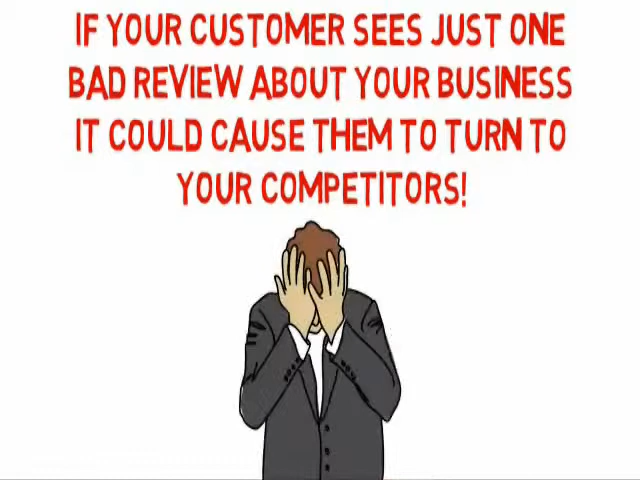 IF YOUR CUSTOMER SEES JUST ONE
BAD REVIEW ABOUT YOUR BUSINESS
IT COULD CAUSE THEM TO TURN TO
YOUR COMPETITORS!